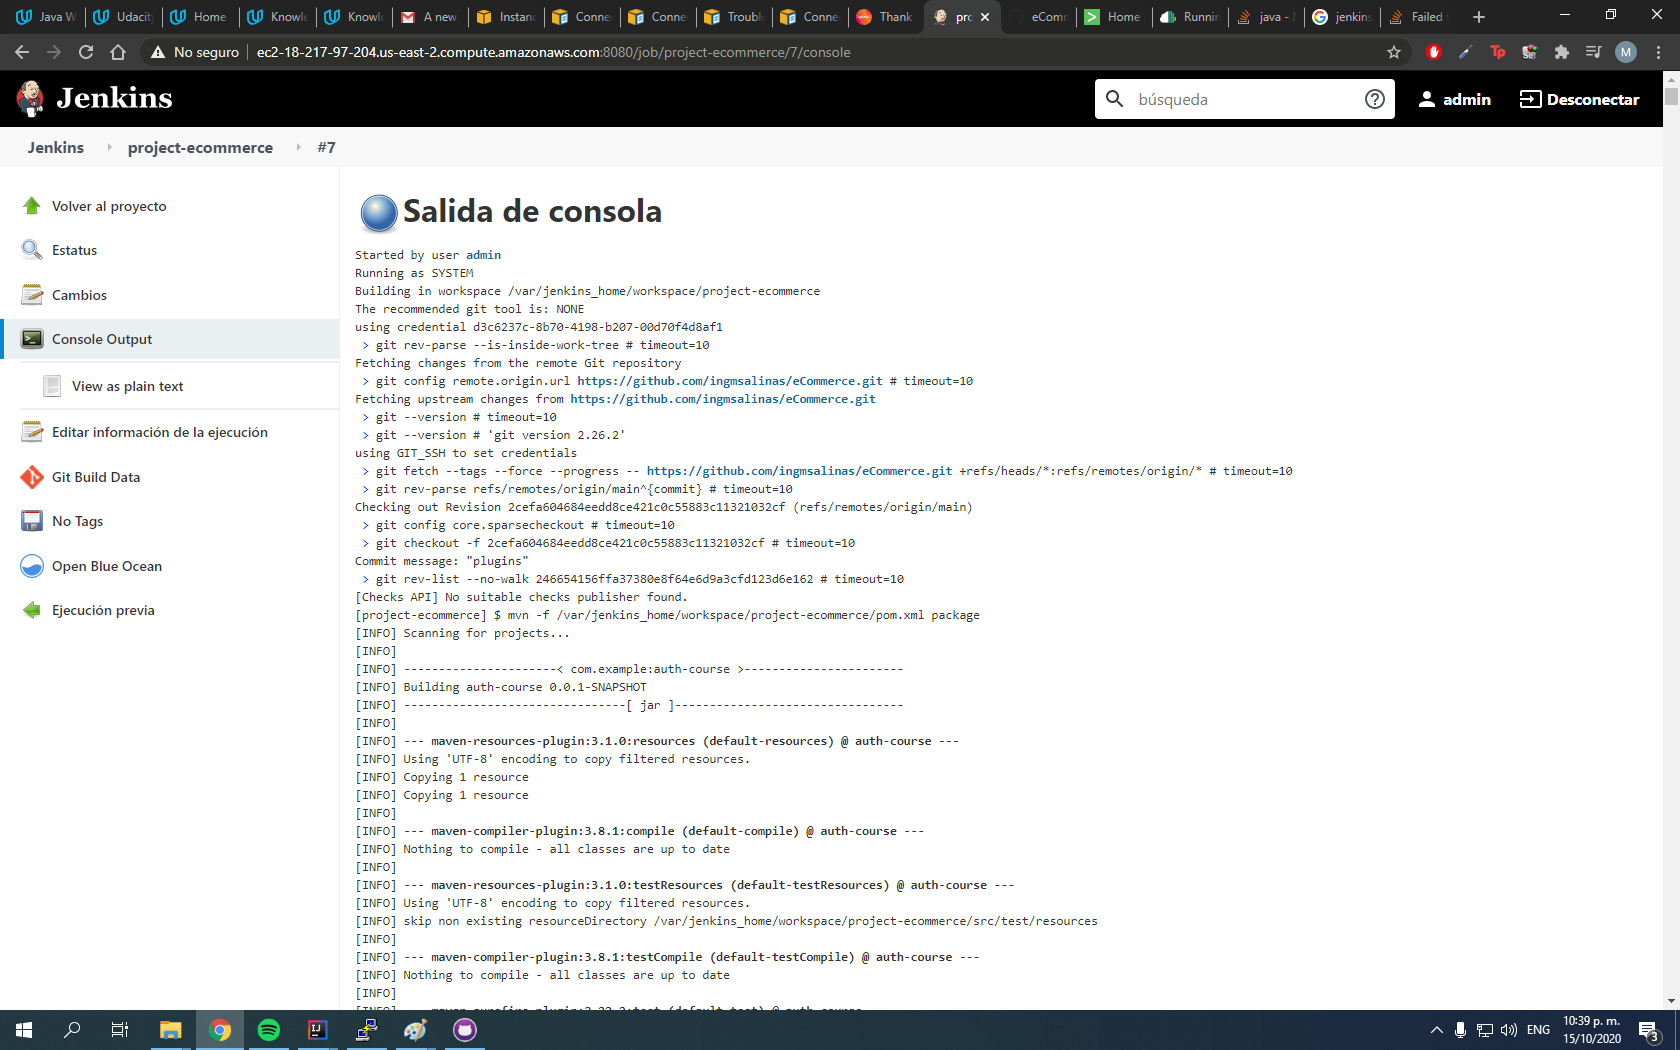 Java W
Udacit
Home
Knowle
Knowle
A new
Instanc
Connec
Connec
Troubl
Connec
Thank
pro
eComm
Home
Runnin
java - 
jenkins
Failed
No seguro
ec2-18-217-97-204.us-east-2.compute.amazonaws.com:8080/job/project-ecommerce/7/console
M
Jenkins
búsqueda
admin
Desconectar
Jenkins
project-ecommerce
#7
Volver al proyecto
Estatus
Cambios
Console Output
View as plain text
Editar información de la ejecución
Git Build Data
No Tags
Open Blue Ocean
Ejecución previa
Salida de consola
Started by user admin
Running as SYSTEM
Building in workspace /var/jenkins_home/workspace/project-ecommerce
The recommended git tool is: NONE
using credential d3c6237c-8b70-4198-b207-00d70f4d8af1
> git rev-parse --is-inside-work-tree # timeout=10
Fetching changes from the remote Git repository
> git config remote.origin.url https://github.com/ingmsalinas/eCommerce.git # timeout=10
Fetching upstream changes from https://github.com/ingmsalinas/eCommerce.git
> git --version # timeout=10
> git --version # 'git version 2.26.2'
using GIT_SSH to set credentials
> git fetch --tags --force --progress -- https://github.com/ingmsalinas/eCommerce.git +refs/heads/*:refs/remotes/origin/* # timeout=10
> git rev-parse refs/remotes/origin/main^{commit} # timeout=10
Checking out Revision 2cefa604684eedd8ce421c0c55883c11321032cf (refs/remotes/origin/main)
> git config core.sparsecheckout # timeout=10
> git checkout -f 2cefa604684eedd8ce421c0c55883c11321032cf # timeout=10
Commit message: "plugins"
> git rev-list --no-walk 246654156ffa37380e8f64e6d9a3cfd123d6e162 # timeout=10
[Checks API] No suitable checks publisher found.
[project-ecommerce] $ mvn -f /var/jenkins_home/workspace/project-ecommerce/pom.xml package
[INFO] Scanning for projects...
[INFO]
[INFO] ----------------------< com.example:auth-course >-----------------------
[INFO] Building auth-course 0.0.1-SNAPSHOT
[INFO] --------------------------------[ jar ]---------------------------------
[INFO]
[INFO] --- maven-resources-plugin:3.1.0:resources (default-resources) @ auth-course ---
[INFO] Using 'UTF-8' encoding to copy filtered resources.
[INFO] Copying 1 resource
[INFO] Copying 1 resource
[INFO]
[INFO] --- maven-compiler-plugin:3.8.1:compile (default-compile) @ auth-course ---
[INFO] Nothing to compile - all classes are up to date
[INFO]
[INFO] --- maven-resources-plugin:3.1.0:testResources (default-testResources) @ auth-course ---
[INFO] Using 'UTF-8' encoding to copy filtered resources.
[INFO] skip non existing resourceDirectory /var/jenkins_home/workspace/project-ecommerce/src/test/resources
[INFO]
[INFO] --- maven-compiler-plugin:3.8.1:testCompile (default-testCompile) @ auth-course ---
[INFO] Nothing to compile - all classes are up to date
[INFO]
ENG
10:39 p. m.
15/10/2020
3